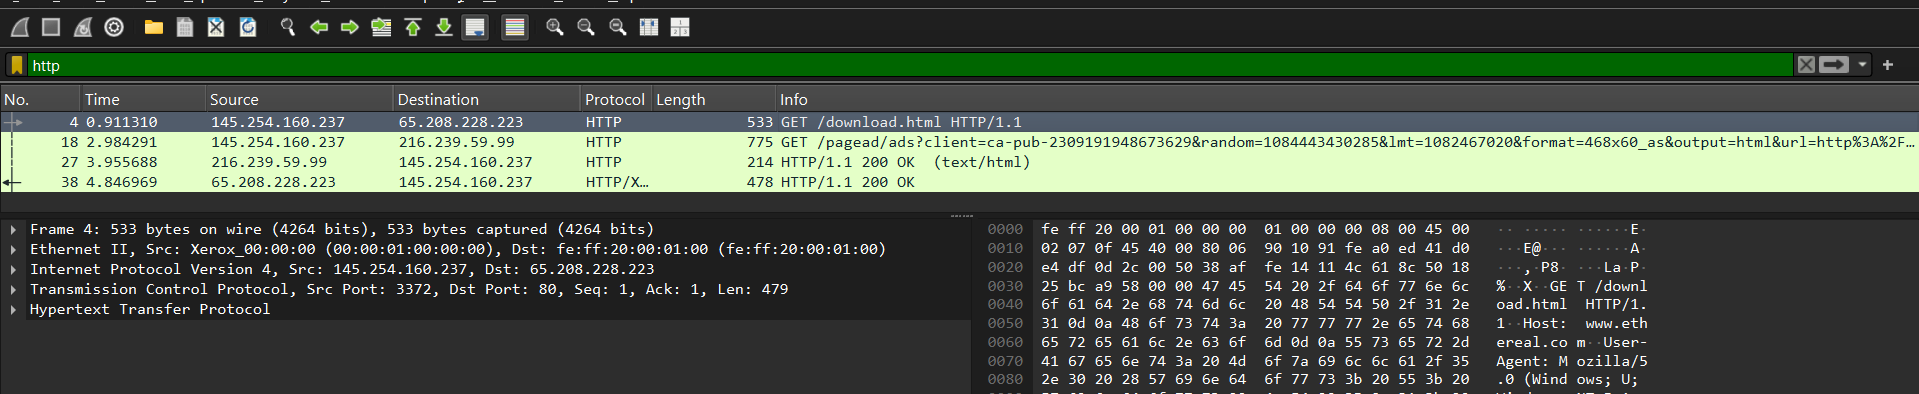 http
No. Time Source Destination Protocol Length Info
4 0.911310 145.254.160.237 65.208.228.223 HTTP 533 GET /download.html HTTP/1.1
18 2.984291 145.254.160.237 216.239.59.99 HTTP 775 GET /pagead/ads?client=ca-pub-2309191948673629&random=1084443430285&lmt=1082467020&format=468x60_as&output=html&url=http%3A%2F…
27 3.955688 216.239.59.99 145.254.160.237 HTTP 214 HTTP/1.1 200 OK  (text/html)
38 4.846969 65.208.228.223 145.254.160.237 HTTP/X… 478 HTTP/1.1 200 OK
Frame 4: 533 bytes on wire (4264 bits), 533 bytes captured (4264 bits)
Ethernet II, Src: Xerox_00:00:00 (00:00:01:00:00:00), Dst: fe:ff:20:00:01:00 (fe:ff:20:00:01:00)
Internet Protocol Version 4, Src: 145.254.160.237, Dst: 65.208.228.223
Transmission Control Protocol, Src Port: 3372, Dst Port: 80, Seq: 1, Ack: 1, Len: 479
Hypertext Transfer Protocol
0000 fe ff 20 00 01 00 00 00 01 00 00 00 08 00 45 00 ·· ····· ······E·
0010 02 07 0f 45 40 00 80 06 90 10 91 fe a0 ed 41 d0 ···E@··· ······A·
0020 e4 df 0d 2c 00 50 38 af fe 14 11 4c 61 8c 50 18 ···,·P8· ···La·P·
0030 25 bc a9 58 00 00 47 45 54 20 2f 64 6f 77 6e 6c %··X··GE T /downl
0040 6f 61 64 2e 68 74 6d 6c 20 48 54 54 50 2f 31 2e oad.html HTTP/1.
0050 31 0d 0a 48 6f 73 74 3a 20 77 77 77 2e 65 74 68 1··Host: www.eth
0060 65 72 65 61 6c 2e 63 6f 6d 0d 0a 55 73 65 72 2d ereal.co m··User-
0070 41 67 65 6e 74 3a 20 4d 6f 7a 69 6c 6c 61 2f 35 Agent: M ozilla/5
0080 2e 30 20 28 57 69 6e 64 6f 77 73 3b 20 55 3b 20 .0 (Wind ows; U;